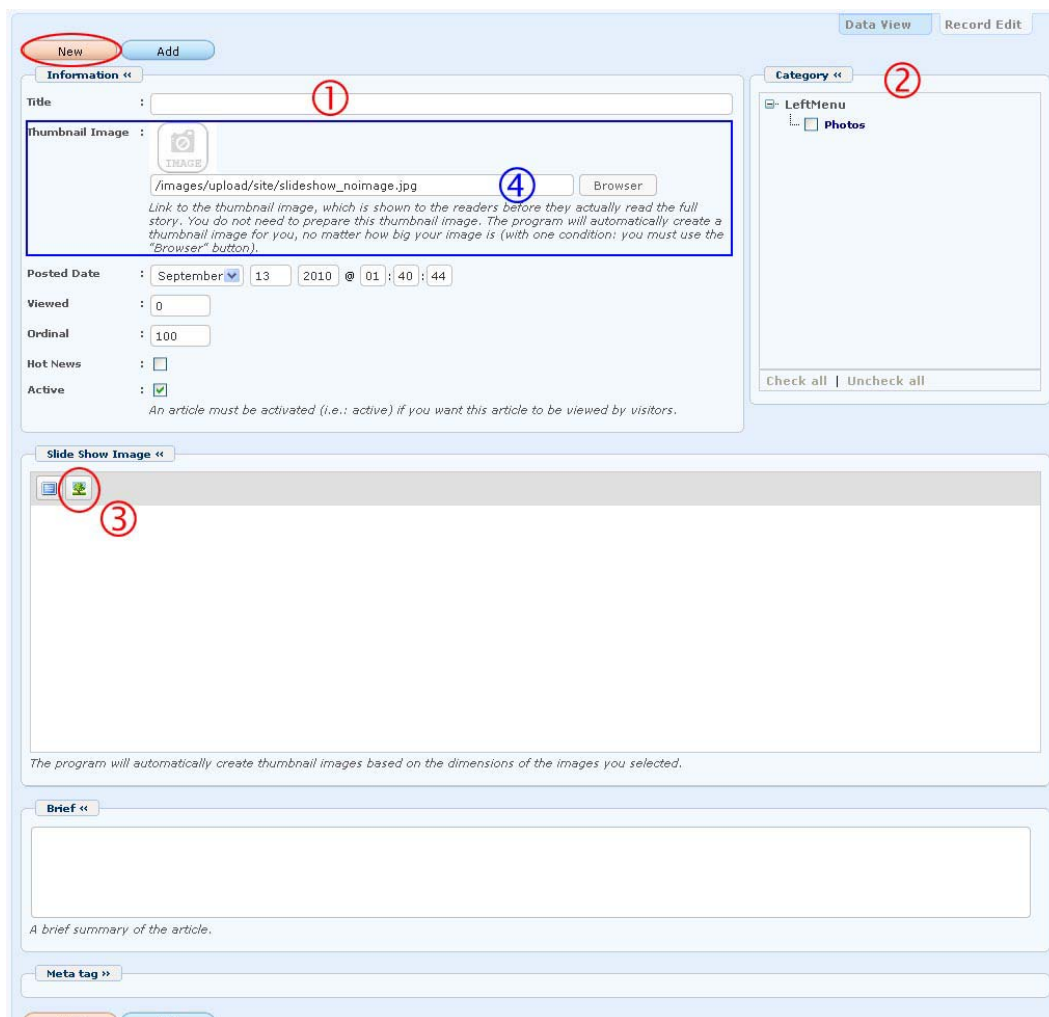 Data View Record Edit
New Add
Information «
Title :
①
Thumbnail Image :
IMAGE
/images/upload/site/slideshow_noimage.jpg
④
Browser
Link to the thumbnail image, which is shown to the readers before they actually read the full
story. You do not need to prepare this thumbnail image. The program will automatically create a
thumbnail image for you, no matter how big your image is (with one condition: you must use the
"Browser" button).
Posted Date : September 13 2010 @ 01 : 40 : 44
Viewed : 0
Ordinal : 100
Hot News :
Active :
An article must be activated (i.e.: active) if you want this article to be viewed by visitors.
Category «
②
LeftMenu
Photos
Check all | Uncheck all
Slide Show Image «
③
The program will automatically create thumbnail images based on the dimensions of the images you selected.
Brief «
A brief summary of the article.
Meta tag »